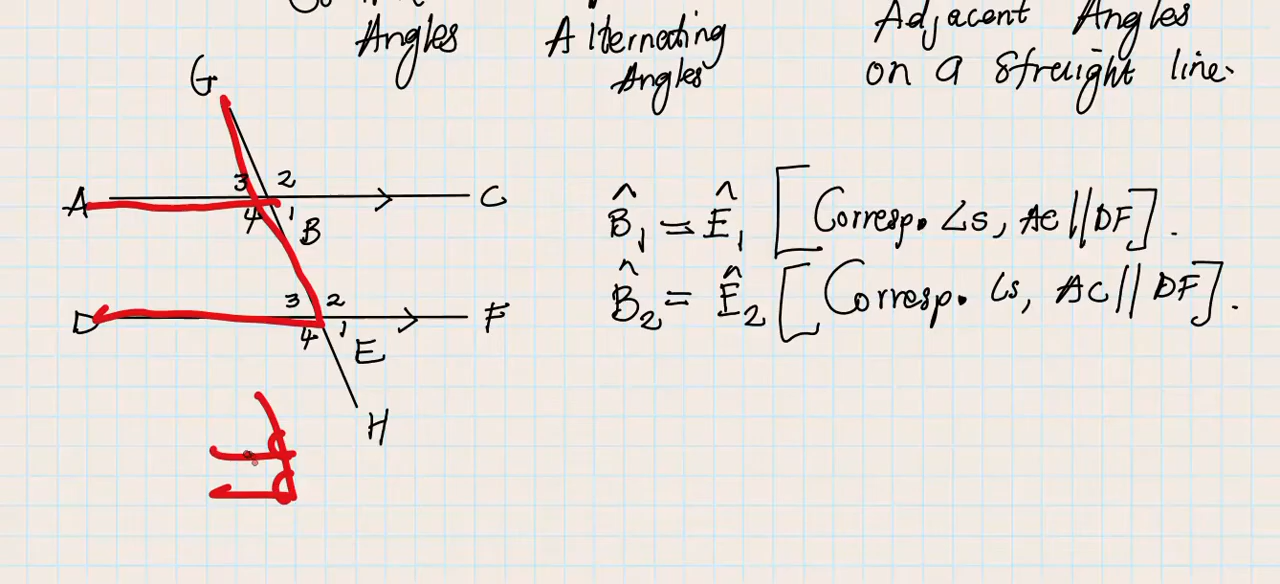 Angles
Alternating
Angles
Adjacent Angles
on a straight line.
G
3 2
A C
4 1
B
3 2
D F
4 1
E
H
B̂₁ = Ê₁ [Corresp. ∠s, AC∥DF].
B̂₂ = Ê₂ [Corresp. ∠s, AC∥DF].